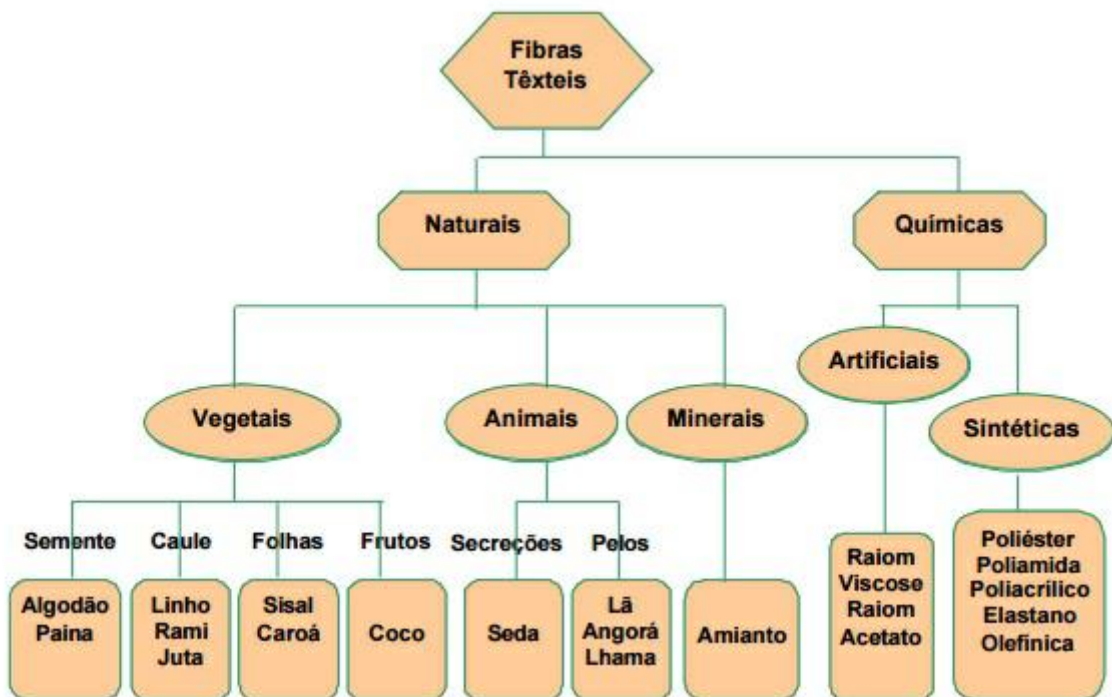 Fibras
Têxteis
Naturais
Químicas
Vegetais
Animais
Minerais
Artificiais
Sintéticas
Semente
Caule
Folhas
Frutos
Secreções
Pelos
Algodão
Paina
Linho
Rami
Juta
Sisal
Caroá
Coco
Seda
Lã
Angorá
Lhama
Amianto
Raiom
Viscose
Raiom
Acetato
Poliéster
Poliamida
Poliacrílico
Elastano
Olefínica